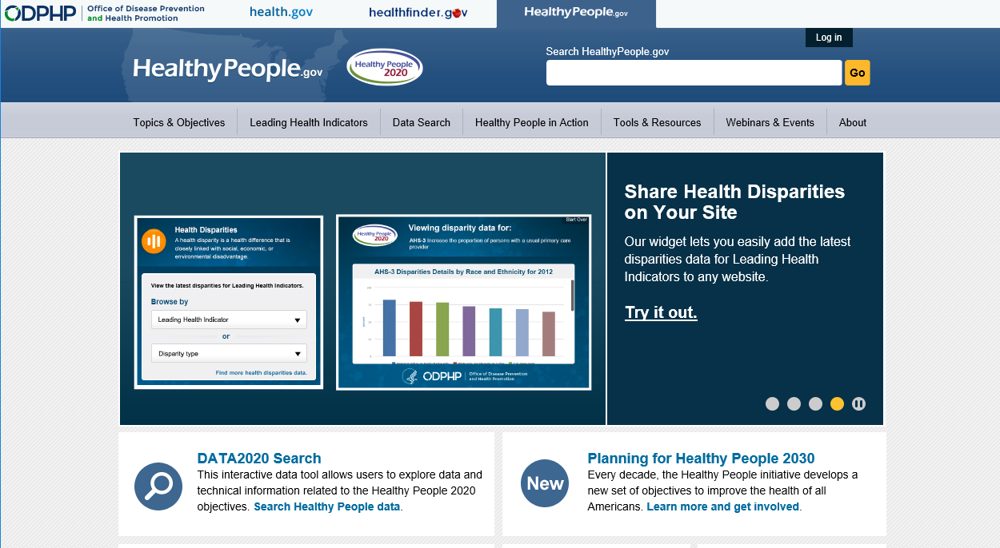 ODPHP
Office of Disease Prevention
and Health Promotion
health.gov
healthfinder.gov
HealthyPeople.gov
Log in
HealthyPeople.gov
Healthy People
2020
Search HealthyPeople.gov
Go
Topics & Objectives
Leading Health Indicators
Data Search
Healthy People in Action
Tools & Resources
Webinars & Events
About
Health Disparities
A health disparity is a health difference that is
closely linked with social, economic, or
environmental disadvantage.
View the latest disparities for Leading Health Indicators.
Browse by
Leading Health Indicator
or
Disparity type
Find more health disparities data.
Start Over
Healthy People
2020
Viewing disparity data for:
AHS-3 Increase the proportion of persons with a usual primary care
provider
AHS-3 Disparities Details by Race and Ethnicity for 2012
percent
ODPHP
Office of Disease Prevention
and Health Promotion
Share Health Disparities
on Your Site
Our widget lets you easily add the latest
disparities data for Leading Health
Indicators to any website.
Try it out.
DATA2020 Search
This interactive data tool allows users to explore data and
technical information related to the Healthy People 2020
objectives. Search Healthy People data.
New
Planning for Healthy People 2030
Every decade, the Healthy People initiative develops a
new set of objectives to improve the health of all
Americans. Learn more and get involved.